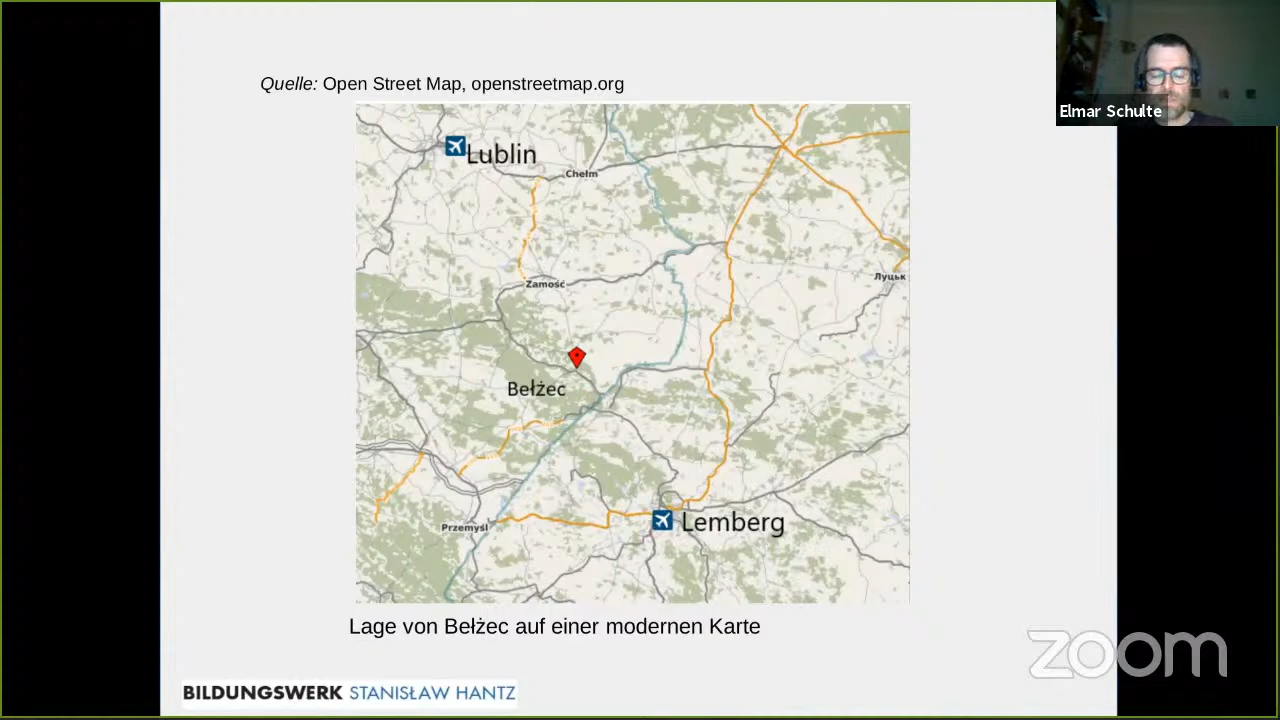 Quelle: Open Street Map, openstreetmap.org
Elmar Schulte
Lublin
Chełm
Zamość
Луцьк
Bełżec
Przemyśl
Lemberg
Lage von Bełżec auf einer modernen Karte
zoom
BILDUNGSWERK STANISŁAW HANTZ